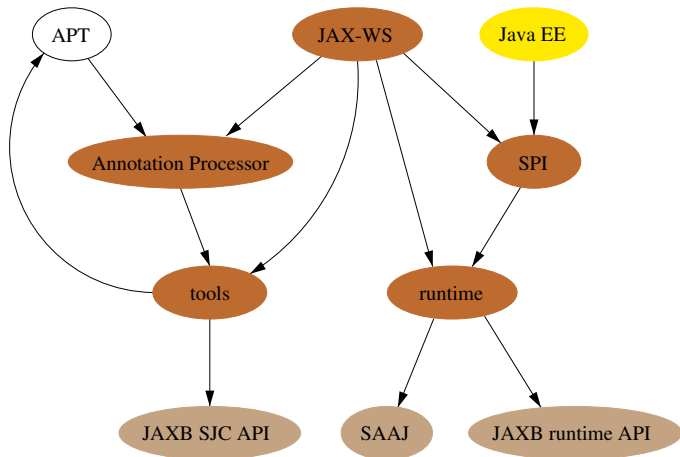 APT
JAX-WS
Java EE
Annotation Processor
SPI
tools
runtime
JAXB SJC API
SAAJ
JAXB runtime API